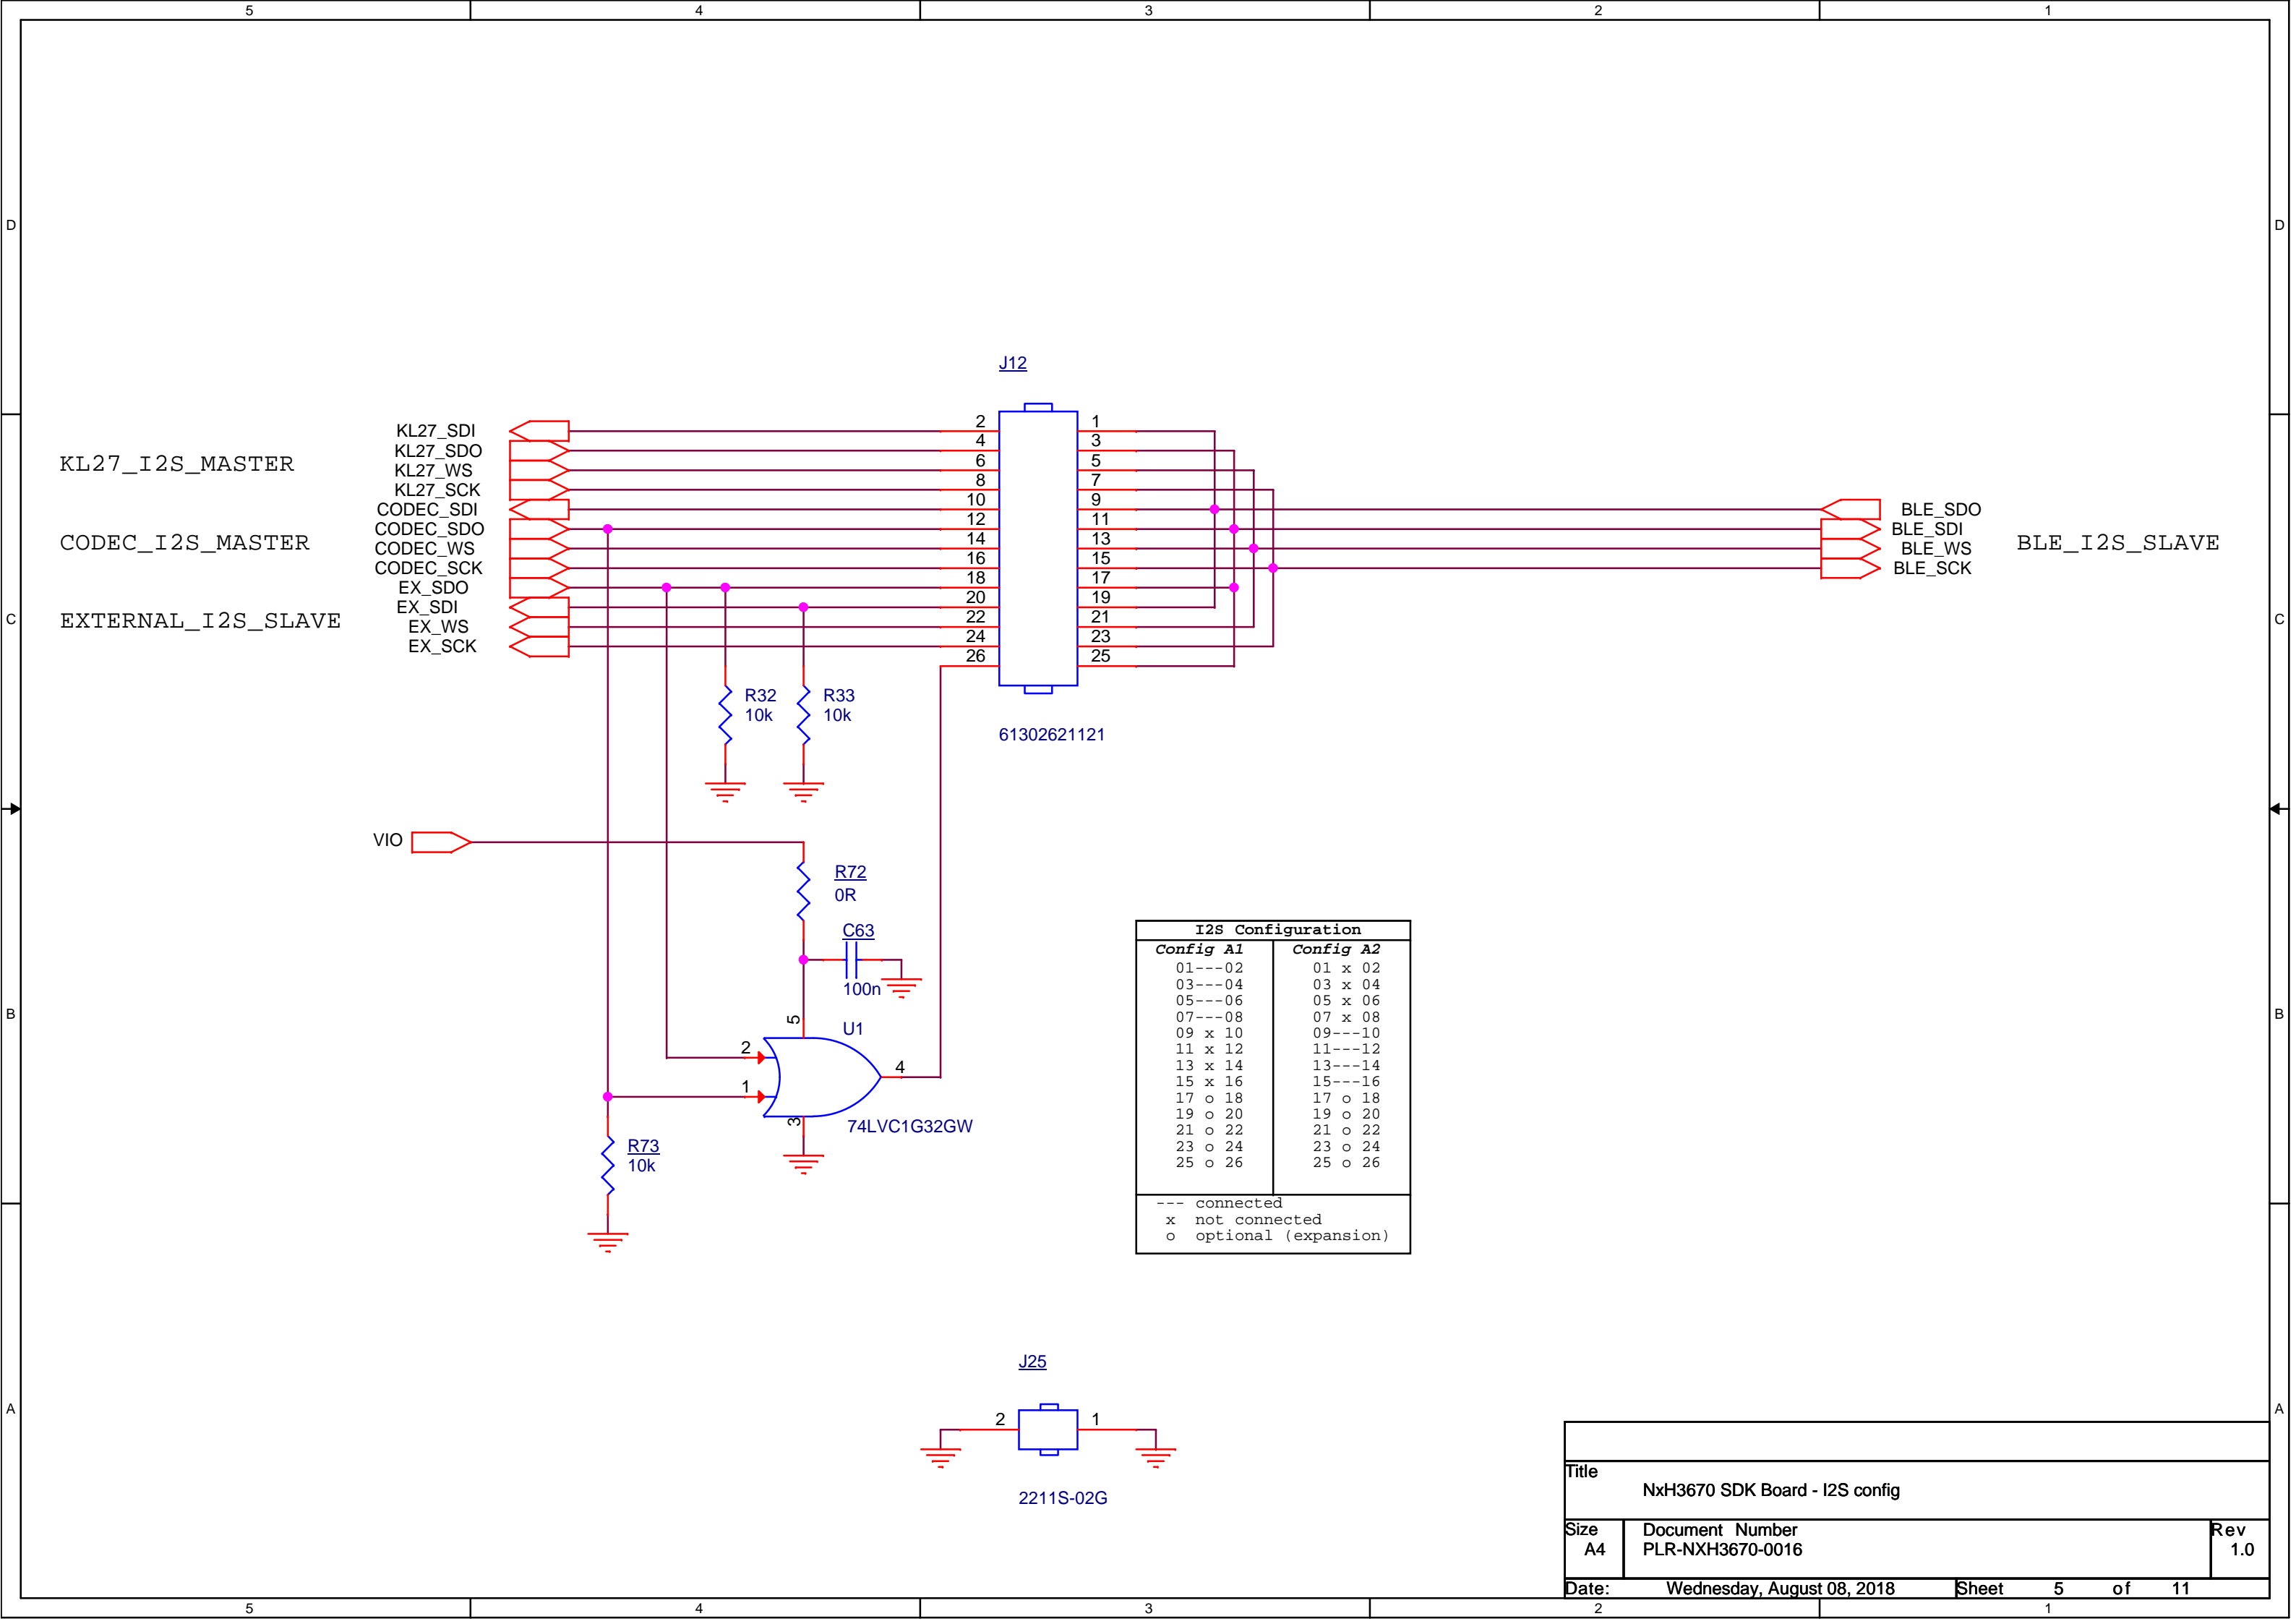 5 4 3 2 1
D D
C C
B B
A A
J12
KL27_I2S_MASTER
CODEC_I2S_MASTER
EXTERNAL_I2S_SLAVE
KL27_SDI 2 1
KL27_SDO 4 3
KL27_WS 6 5
KL27_SCK 8 7
CODEC_SDI 10 9 BLE_SDO
CODEC_SDO 12 11 BLE_SDI
CODEC_WS 14 13 BLE_WS
CODEC_SCK 16 15 BLE_SCK
EX_SDO 18 17
EX_SDI 20 19
EX_WS 22 21
EX_SCK 24 23
26 25
BLE_I2S_SLAVE
R32
10k
R33
10k
61302621121
VIO
R72
0R
C63
100n
5
U1
2
4
1
3
74LVC1G32GW
R73
10k
I2S Configuration
Config A1 Config A2
01---02 01 x 02
03---04 03 x 04
05---06 05 x 06
07---08 07 x 08
09 x 10 09---10
11 x 12 11---12
13 x 14 13---14
15 x 16 15---16
17 o 18 17 o 18
19 o 20 19 o 20
21 o 22 21 o 22
23 o 24 23 o 24
25 o 26 25 o 26
--- connected
x not connected
o optional (expansion)
J25
2 1
2211S-02G
Title
NxH3670 SDK Board - I2S config
Size Document Number Rev
A4 PLR-NXH3670-0016 1.0
Date: Wednesday, August 08, 2018 Sheet 5 of 11
5 4 3 2 1